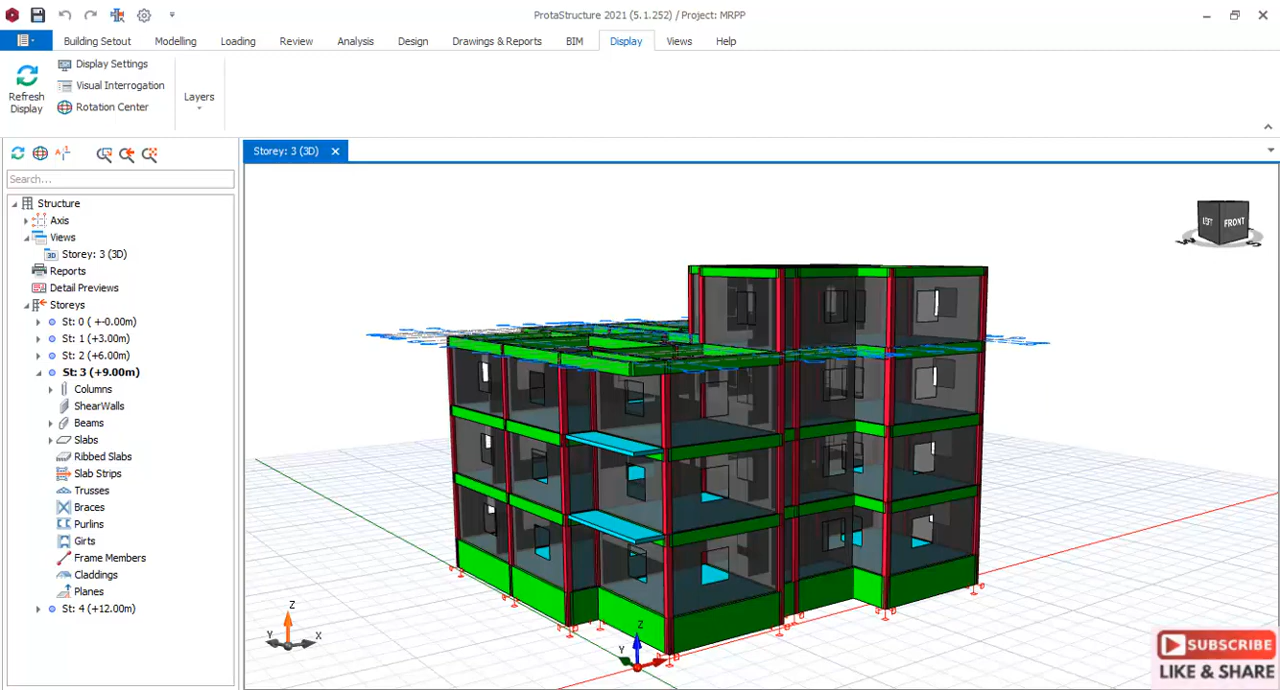 ProtaStructure 2021 (5.1.252) / Project: MRPP
Building Setout
Modelling
Loading
Review
Analysis
Design
Drawings & Reports
BIM
Display
Views
Help
Refresh
Display
Display Settings
Visual Interrogation
Rotation Center
Layers
Storey: 3 (3D)
Search...
Structure
Axis
Views
3D Storey: 3 (3D)
Reports
Detail Previews
Storeys
St: 0 ( +-0.00m)
St: 1 (+3.00m)
St: 2 (+6.00m)
St: 3 (+9.00m)
Columns
ShearWalls
Beams
Slabs
Ribbed Slabs
Slab Strips
Trusses
Braces
Purlins
Girts
Frame Members
Claddings
Planes
St: 4 (+12.00m)
LEFT
FRONT
Z
Y
X
Z
Y
SUBSCRIBE
LIKE & SHARE